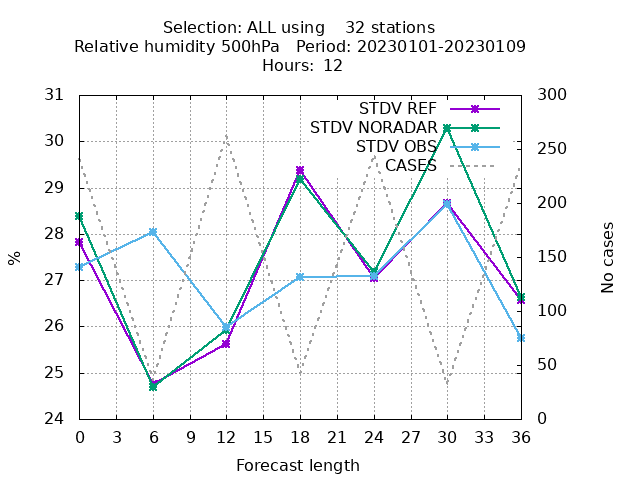 Selection: ALL using    32 stations
Relative humidity 500hPa   Period: 20230101-20230109
Hours: 12
STDV REF
STDV NORADAR
STDV OBS
CASES
31
30
29
28
27
26
25
24
%
300
250
200
150
100
50
0
No cases
0 3 6 9 12 15 18 21 24 27 30 33 36
Forecast length